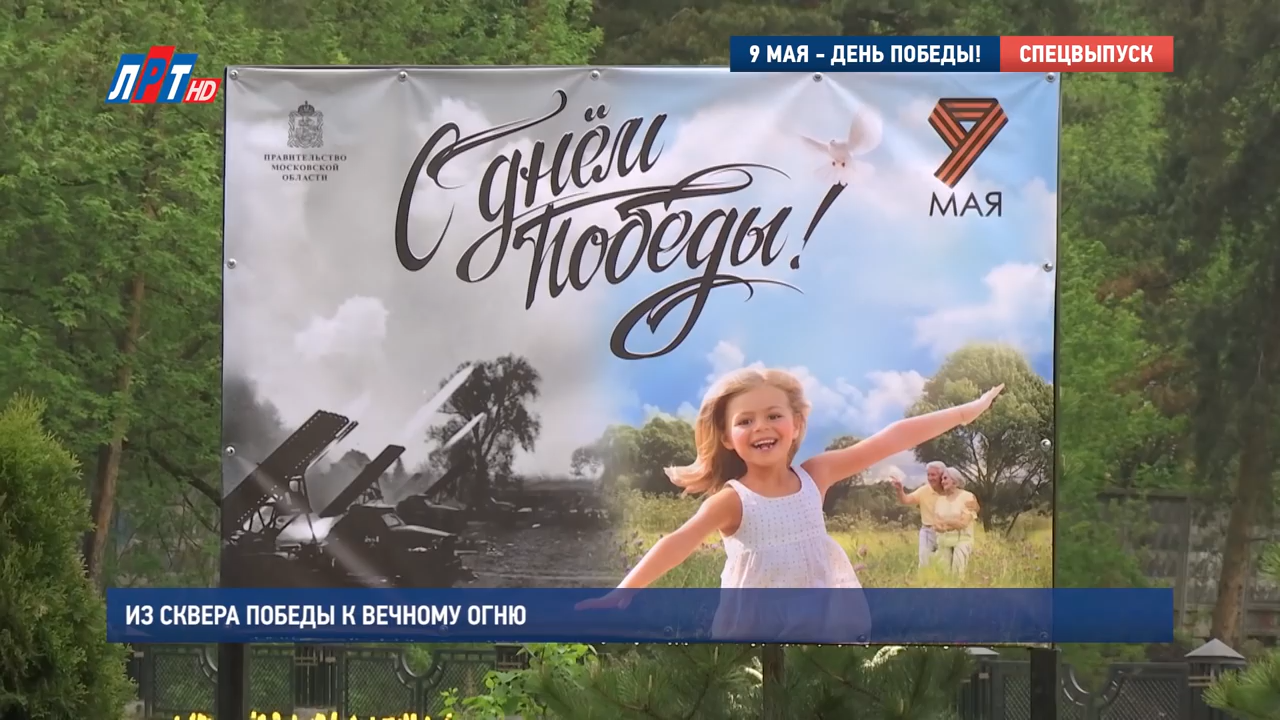 ЛРТ HD
9 МАЯ - ДЕНЬ ПОБЕДЫ!
СПЕЦВЫПУСК
ПРАВИТЕЛЬСТВО
МОСКОВСКОЙ
ОБЛАСТИ
С днём
Победы!
9
МАЯ
ИЗ СКВЕРА ПОБЕДЫ К ВЕЧНОМУ ОГНЮ